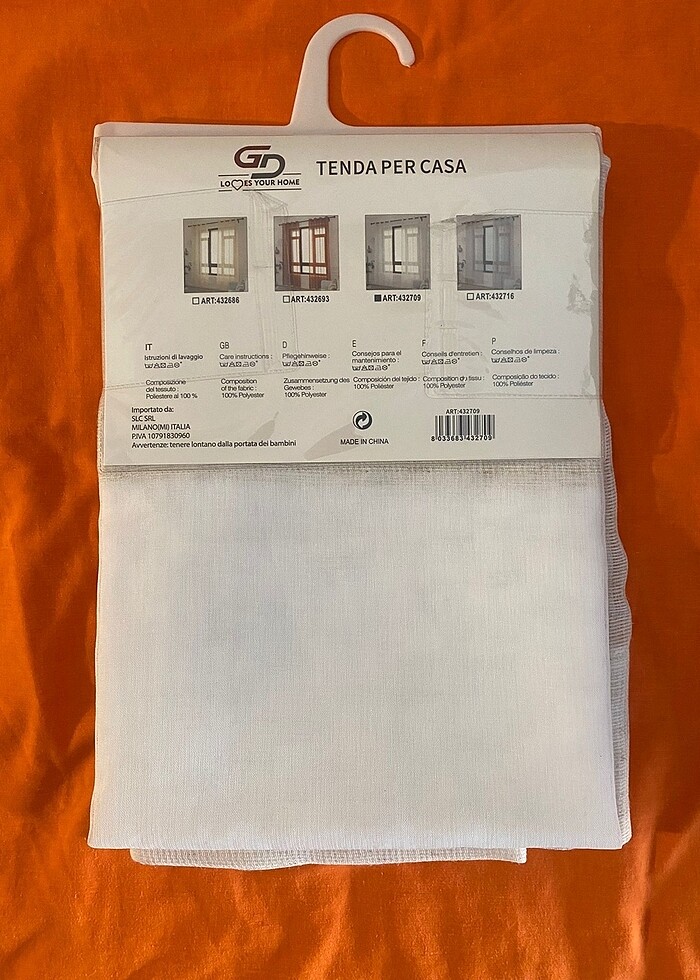 GD
LOVES YOUR HOME
TENDA PER CASA
ART:432686
ART:432693
ART:432709
ART:432716
IT
Istruzioni di lavaggio
Composizione
del tessuto :
Poliestere al 100 %
GB
Care instructions :
Composition
of the fabric :
100% Polyester
D
Pflegehinweise :
Zusammensetzung des
Gewebes :
100% Polyester
E
Consejos para el
mantenimiento :
Composición del tejido :
100% Poliéster
F
Conseils d'entretien :
Composition du tissu :
100% Polyester
P
Conselhos de limpeza :
Composição do tecido :
100% Poliéster
Importato da:
SLC SRL
MILANO(MI) ITALIA
P.IVA 10791830960
Avvertenze: tenere lontano dalla portata dei bambini
MADE IN CHINA
ART:432709
8 033683 432709